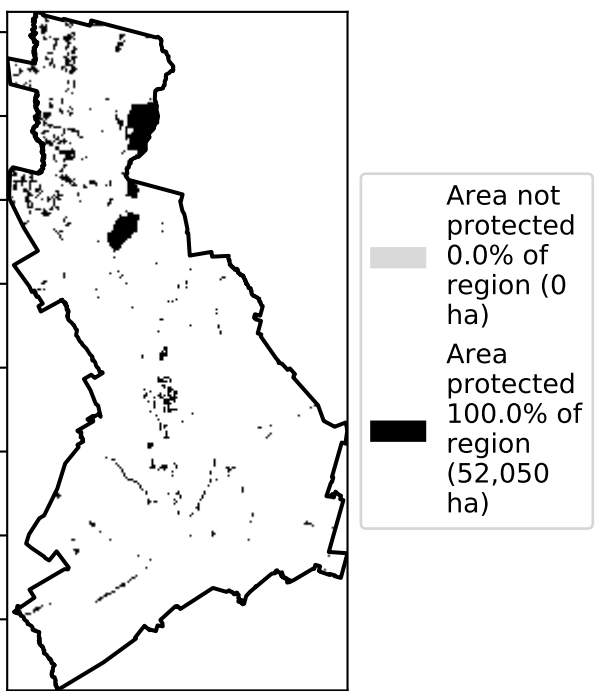 Area not
protected
0.0% of
region (0
ha)
Area
protected
100.0% of
region
(52,050
ha)